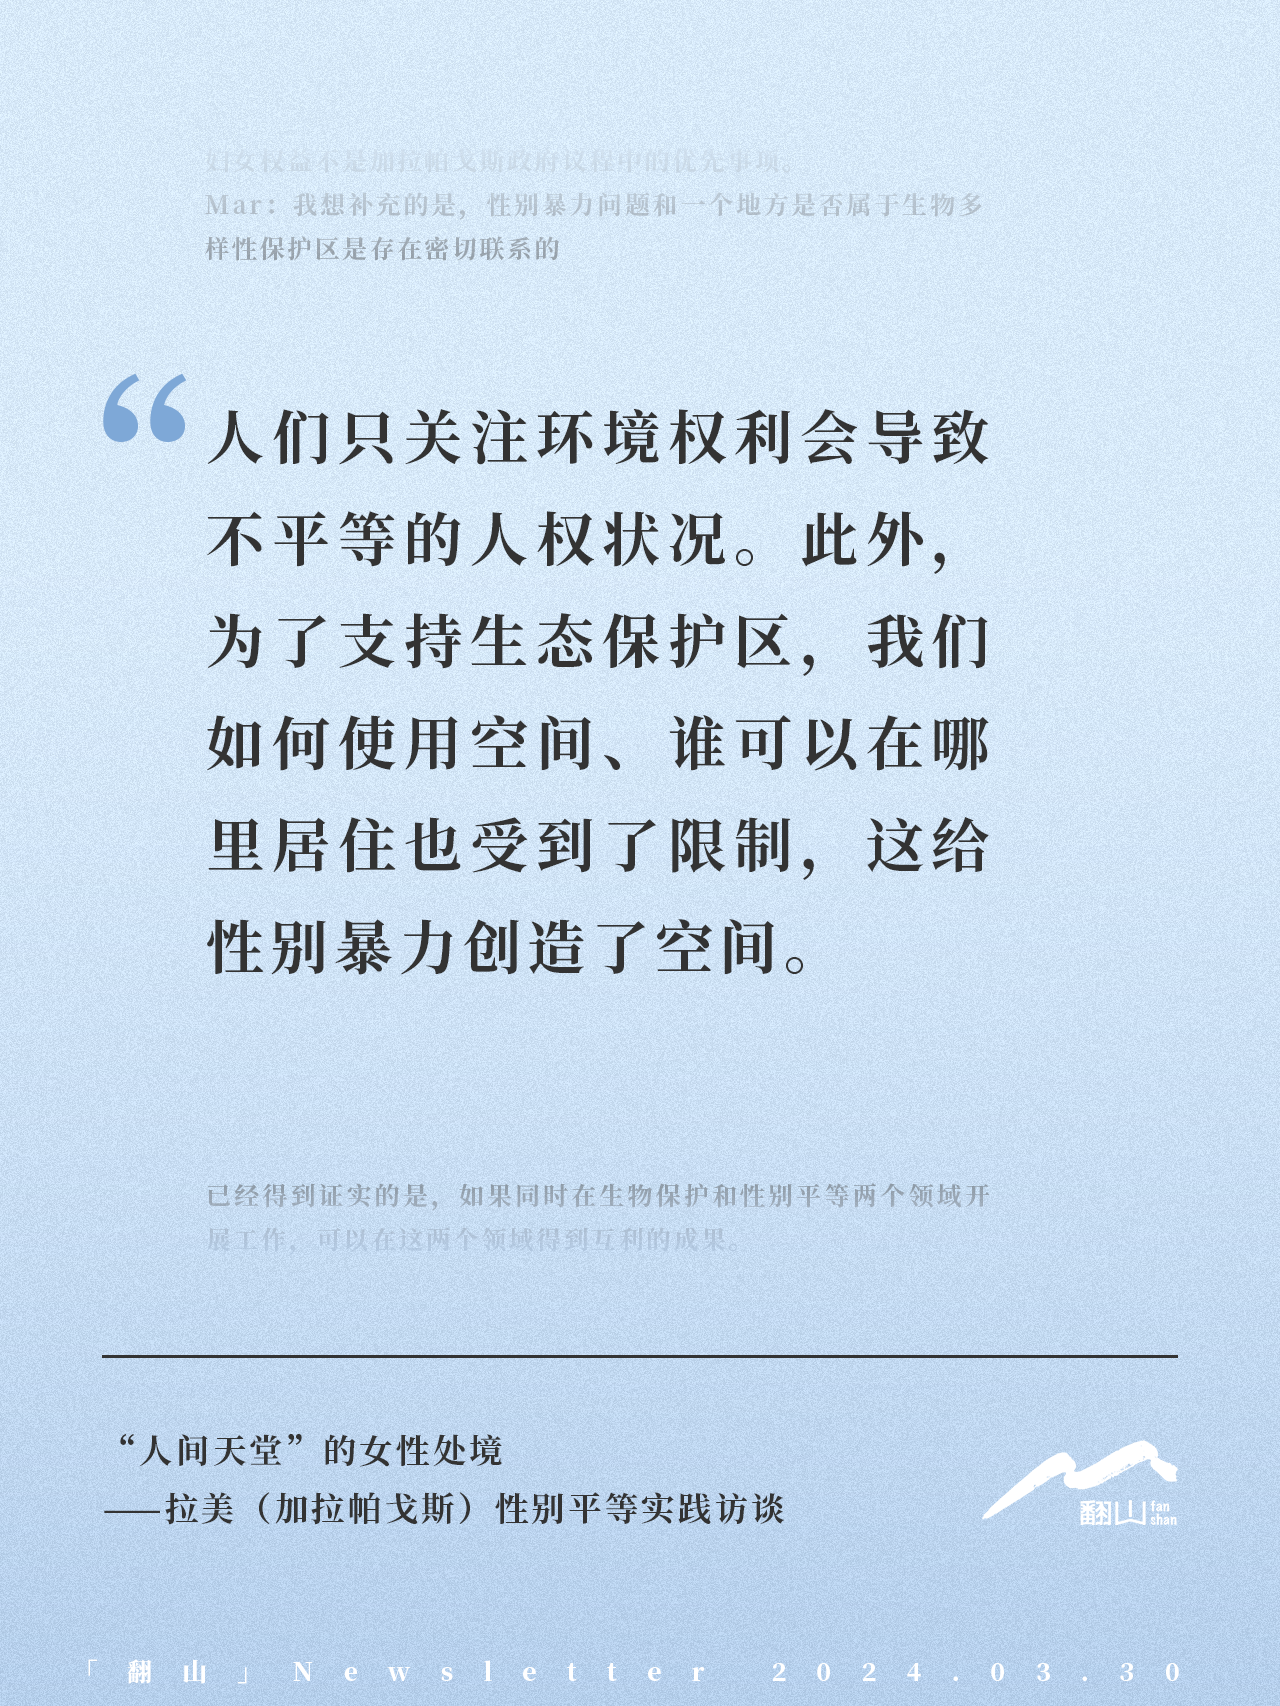 妇女权益不是加拉帕戈斯政府议程中的优先事项。
Mar：我想补充的是，性别暴力问题和一个地方是否属于生物多
样性保护区是存在密切联系的
“人们只关注环境权利会导致
不平等的人权状况。此外，
为了支持生态保护区，我们
如何使用空间、谁可以在哪
里居住也受到了限制，这给
性别暴力创造了空间。
已经得到证实的是，如果同时在生物保护和性别平等两个领域开
展工作，可以在这两个领域得到互利的成果。
“人间天堂”的女性处境
——拉美（加拉帕戈斯）性别平等实践访谈
翻山 fan shan
「翻山」Newsletter 2024.03.30